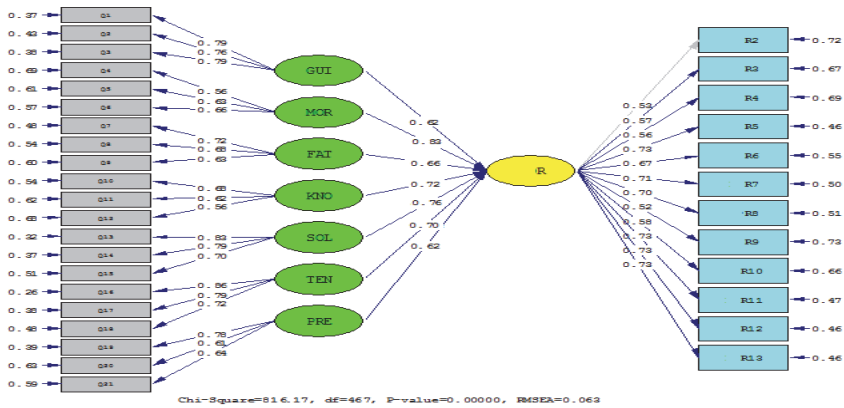 0.37 Q1
0.43 Q2
0.38 Q3
0.69 Q4
0.61 Q5
0.57 Q6
0.48 Q7
0.54 Q8
0.60 Q9
0.54 Q10
0.62 Q11
0.68 Q12
0.32 Q13
0.37 Q14
0.51 Q15
0.26 Q16
0.38 Q17
0.48 Q18
0.39 Q19
0.63 Q20
0.59 Q21
0.79
0.76
0.79
0.56
0.63
0.66
0.72
0.68
0.63
0.68
0.62
0.56
0.83
0.79
0.70
0.86
0.79
0.72
0.78
0.61
0.64
GUI
MOR
FAI
KNO
SOL
TEN
PRE
0.62
0.83
0.66
0.72
0.76
0.70
0.62
R
0.53
0.57
0.56
0.73
0.67
0.71
0.70
0.52
0.58
0.73
0.73
0.73
R2 0.72
R3 0.67
R4 0.69
R5 0.46
R6 0.55
R7 0.50
R8 0.51
R9 0.73
R10 0.66
R11 0.47
R12 0.46
R13 0.46
Chi-Square=816.17, df=467, P-value=0.00000, RMSEA=0.063